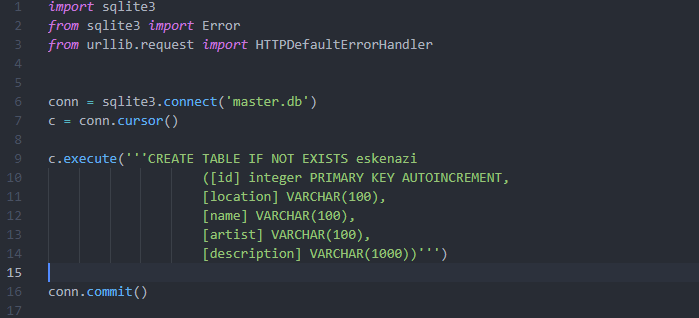 1 import sqlite3
2 from sqlite3 import Error
3 from urllib.request import HTTPDefaultErrorHandler
4
5
6 conn = sqlite3.connect('master.db')
7 c = conn.cursor()
8
9 c.execute('''CREATE TABLE IF NOT EXISTS eskenazi
10 ([id] integer PRIMARY KEY AUTOINCREMENT,
11 [location] VARCHAR(100),
12 [name] VARCHAR(100),
13 [artist] VARCHAR(100),
14 [description] VARCHAR(1000))''')
15
16 conn.commit()
17